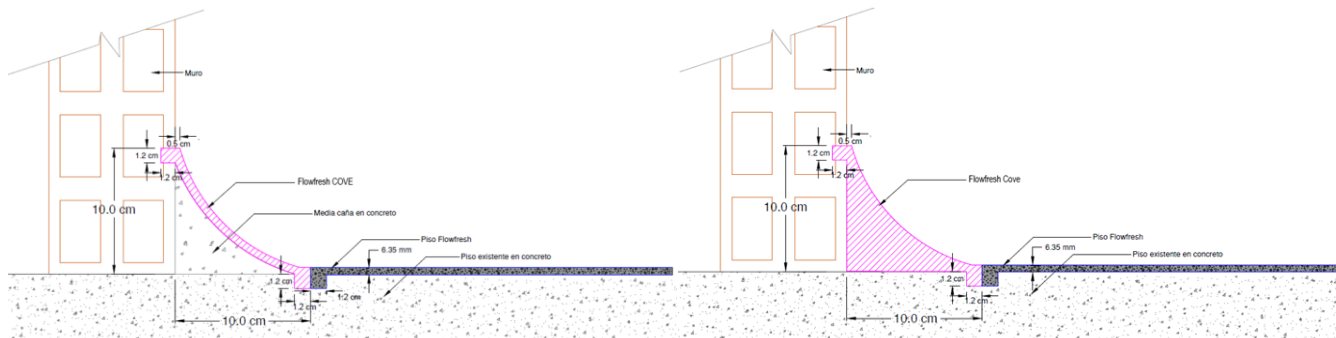 Muro
0.5 cm
1.2 cm
1.2 cm
10.0 cm
Flowfresh COVE
Media caña en concreto
Piso Flowfresh
6.35 mm
Piso existente en concreto
1.2 cm
1.2 cm
1.2 cm
10.0 cm
Muro
0.5 cm
1.2 cm
1.2 cm
10.0 cm
Flowfresh Cove
Piso Flowfresh
6.35 mm
Piso existente en concreto
1.2 cm
1.2 cm
10.0 cm